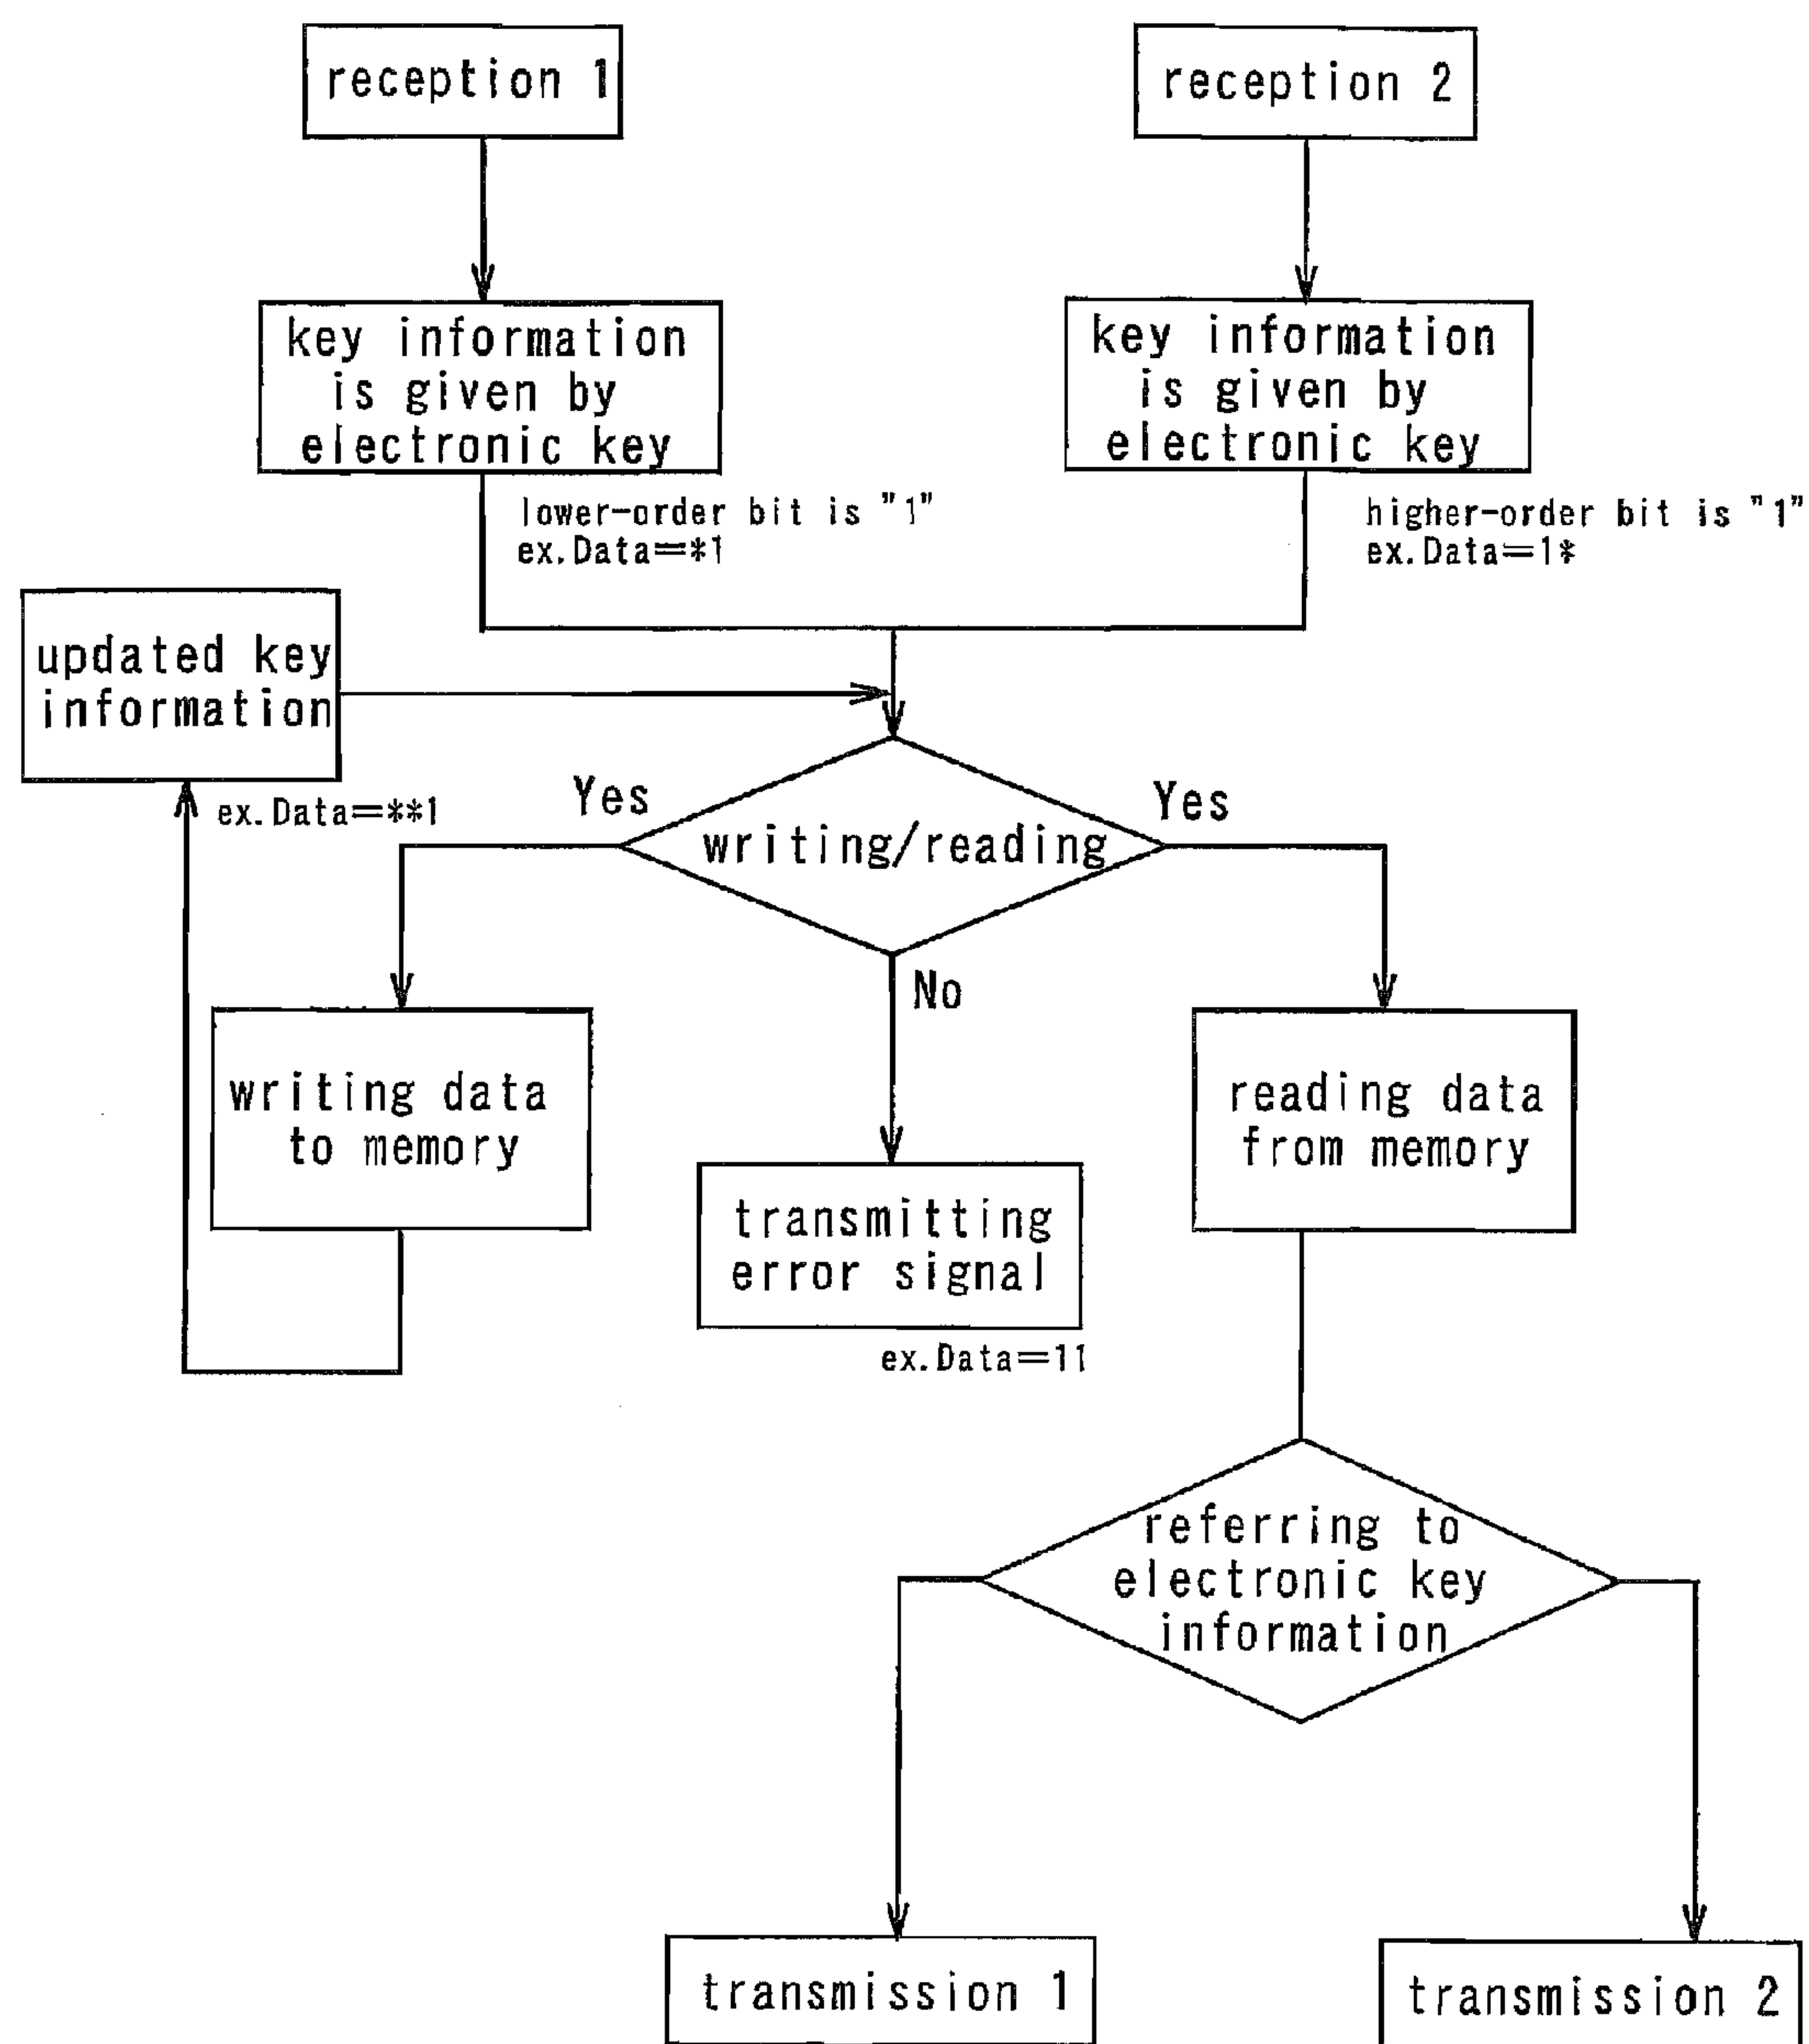 reception 1
reception 2
key information
is given by
electronic key
key information
is given by
electronic key
lower-order bit is "1"
ex.Data=*1
higher-order bit is "1"
ex.Data=1*
updated key
information
ex.Data=**1
Yes
Yes
writing/reading
No
writing data
to memory
reading data
from memory
transmitting
error signal
ex.Data=11
referring to
electronic key
information
transmission 1
transmission 2